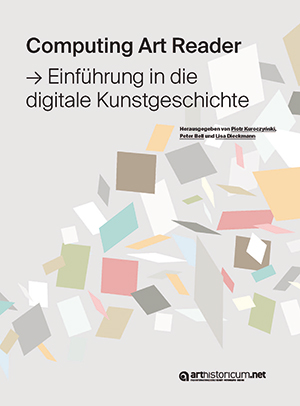 Computing Art Reader
→ Einführung in die
digitale Kunstgeschichte
Herausgegeben von Piotr Kuroczyński,
Peter Bell und Lisa Dieckmann
arthistoricum.net